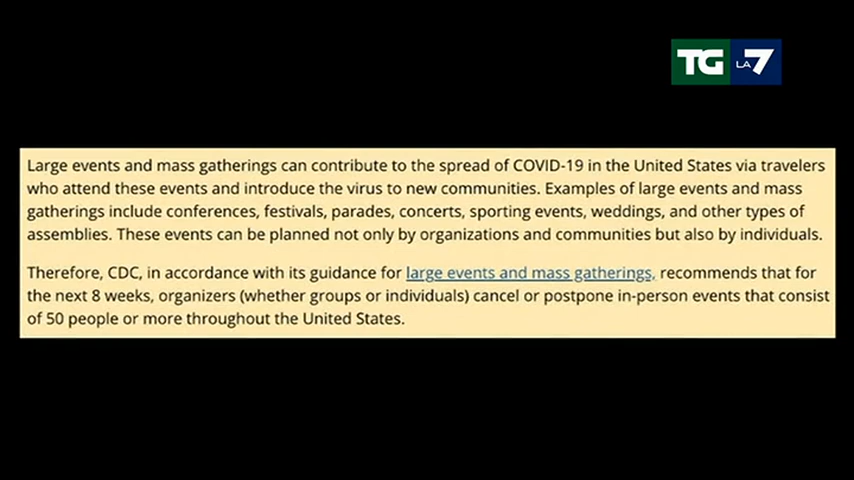 TG LA 7
Large events and mass gatherings can contribute to the spread of COVID-19 in the United States via travelers
who attend these events and introduce the virus to new communities. Examples of large events and mass
gatherings include conferences, festivals, parades, concerts, sporting events, weddings, and other types of
assemblies. These events can be planned not only by organizations and communities but also by individuals.
Therefore, CDC, in accordance with its guidance for large events and mass gatherings, recommends that for
the next 8 weeks, organizers (whether groups or individuals) cancel or postpone in-person events that consist
of 50 people or more throughout the United States.